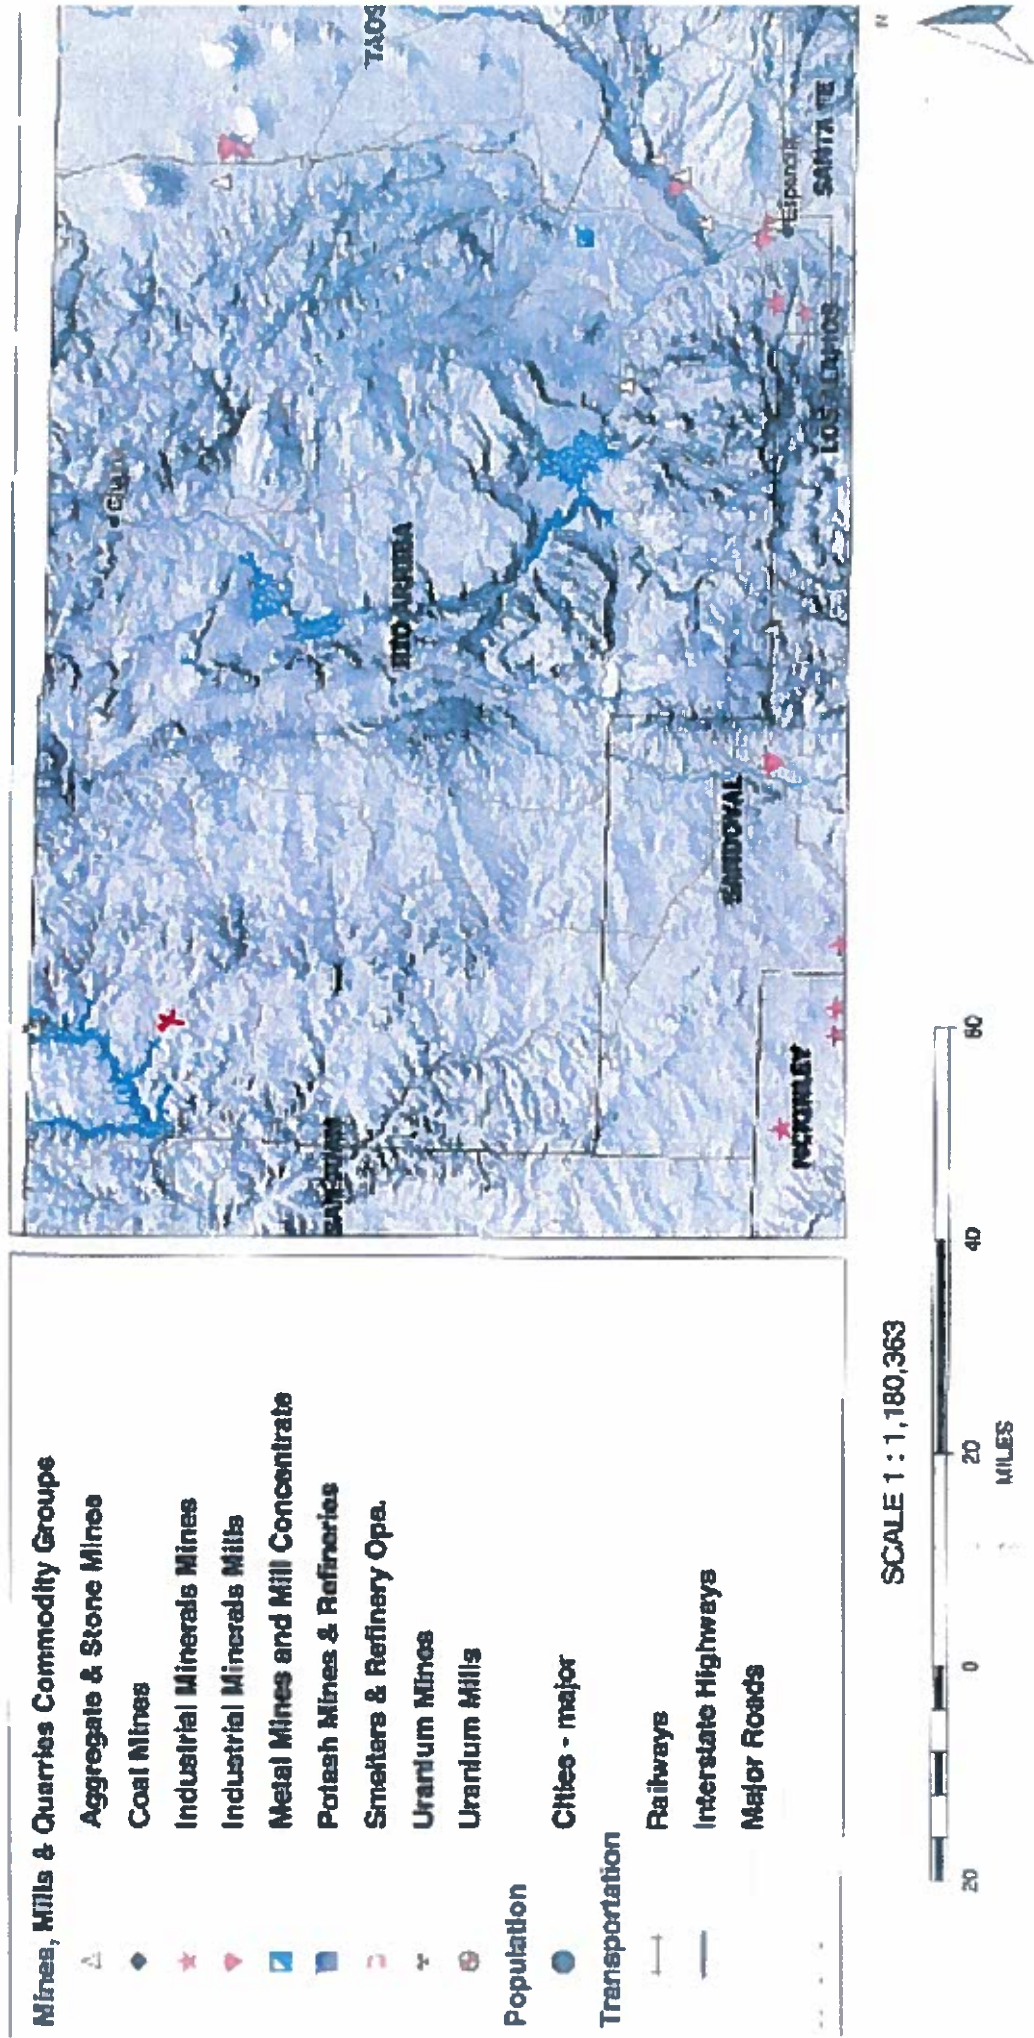 Mines, Mills & Quarries Commodity Groups
Aggregate & Stone Mines
Coal Mines
Industrial Minerals Mines
Industrial Minerals Mills
Metal Mines and Mill Concentrate
Potash Mines & Refineries
Smelters & Refinery Ops.
Uranium Mines
Uranium Mills
Population
Cities - major
Transportation
Railways
Interstate Highways
Major Roads
TAOS
RIO ARRIBA
SAN JUAN
Espanola
SANTA FE
LOS ALAMOS
SANDOVAL
MCKINLEY
SCALE 1 : 1,180,363
20 0 20 40 60
MILES
N